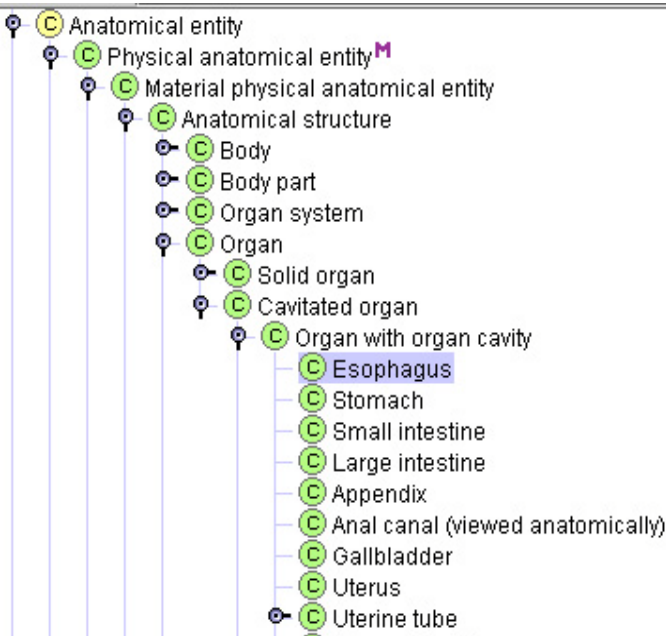 C Anatomical entity
C Physical anatomical entity M
C Material physical anatomical entity
C Anatomical structure
C Body
C Body part
C Organ system
C Organ
C Solid organ
C Cavitated organ
C Organ with organ cavity
C Esophagus
C Stomach
C Small intestine
C Large intestine
C Appendix
C Anal canal (viewed anatomically)
C Gallbladder
C Uterus
C Uterine tube